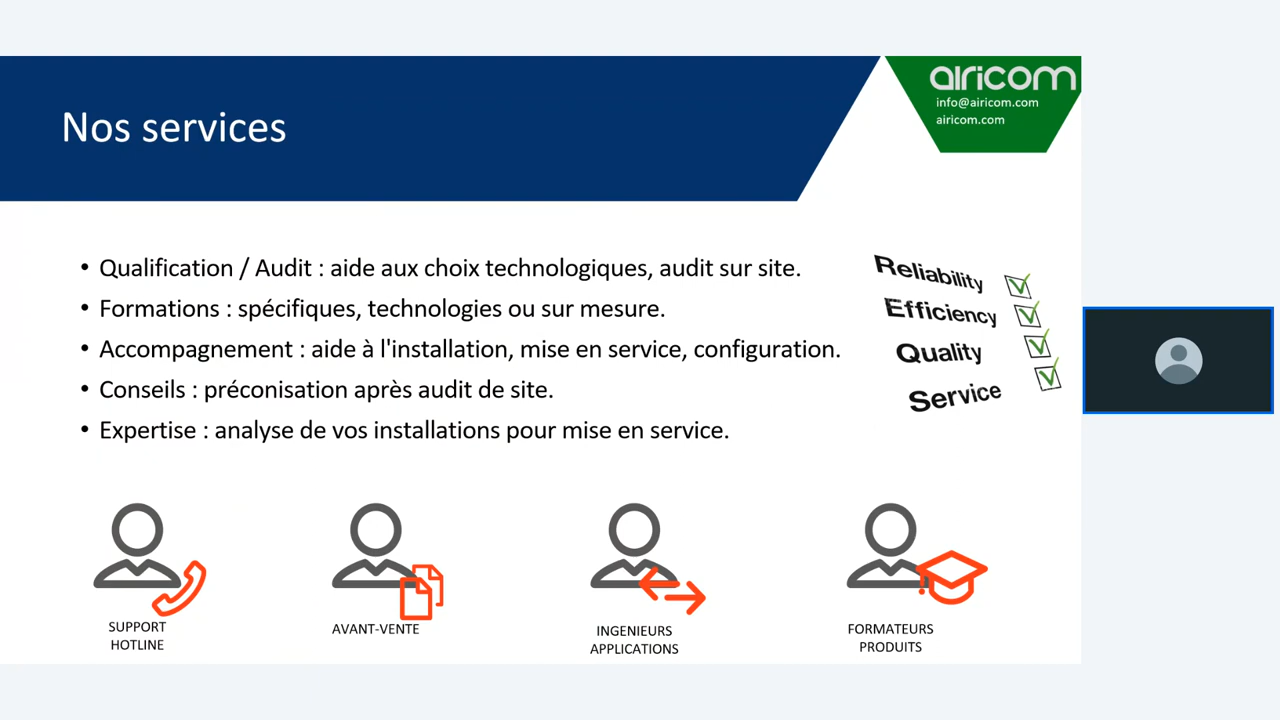 Nos services
airicom
info@airicom.com
airicom.com
• Qualification / Audit : aide aux choix technologiques, audit sur site.
• Formations : spécifiques, technologies ou sur mesure.
• Accompagnement : aide à l'installation, mise en service, configuration.
• Conseils : préconisation après audit de site.
• Expertise : analyse de vos installations pour mise en service.
Reliability
Efficiency
Quality
Service
SUPPORT
HOTLINE
AVANT-VENTE
INGENIEURS
APPLICATIONS
FORMATEURS
PRODUITS